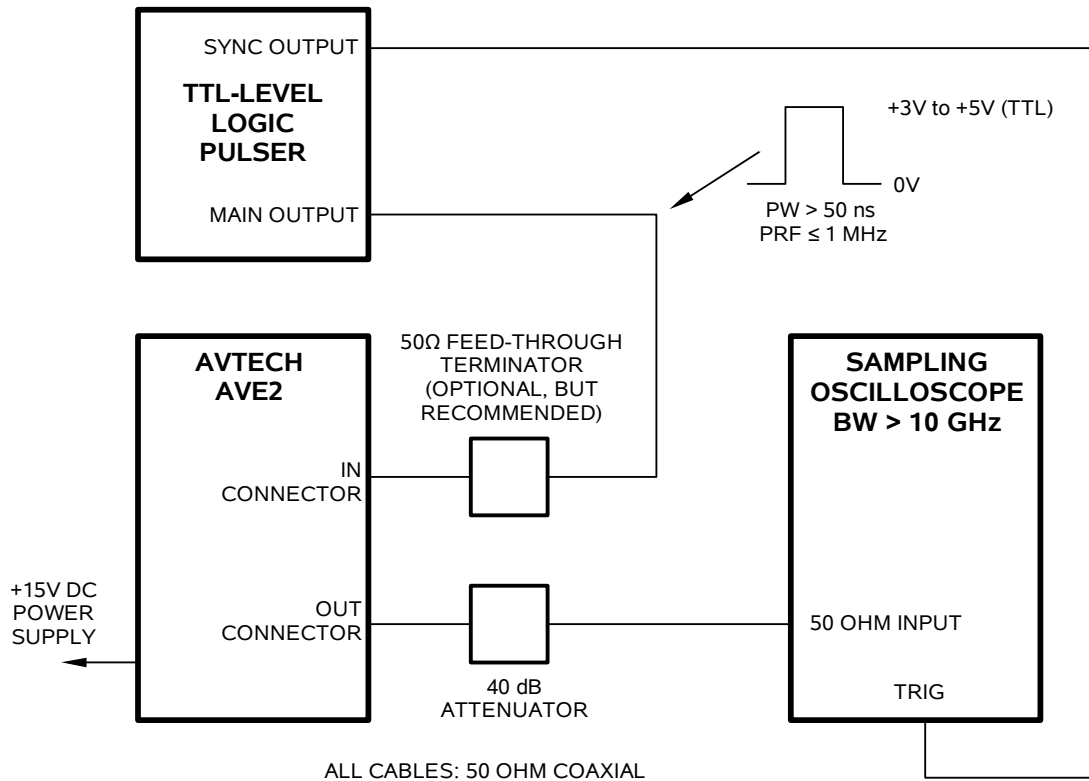 SYNC OUTPUT
TTL-LEVEL
LOGIC
PULSER
MAIN OUTPUT
+3V to +5V (TTL)
0V
PW > 50 ns
PRF ≤ 1 MHz
AVTECH
AVE2
50Ω FEED-THROUGH
TERMINATOR
(OPTIONAL, BUT
RECOMMENDED)
SAMPLING
OSCILLOSCOPE
BW > 10 GHz
IN
CONNECTOR
+15V DC
POWER
SUPPLY
OUT
CONNECTOR
50 OHM INPUT
40 dB
ATTENUATOR
TRIG
ALL CABLES: 50 OHM COAXIAL